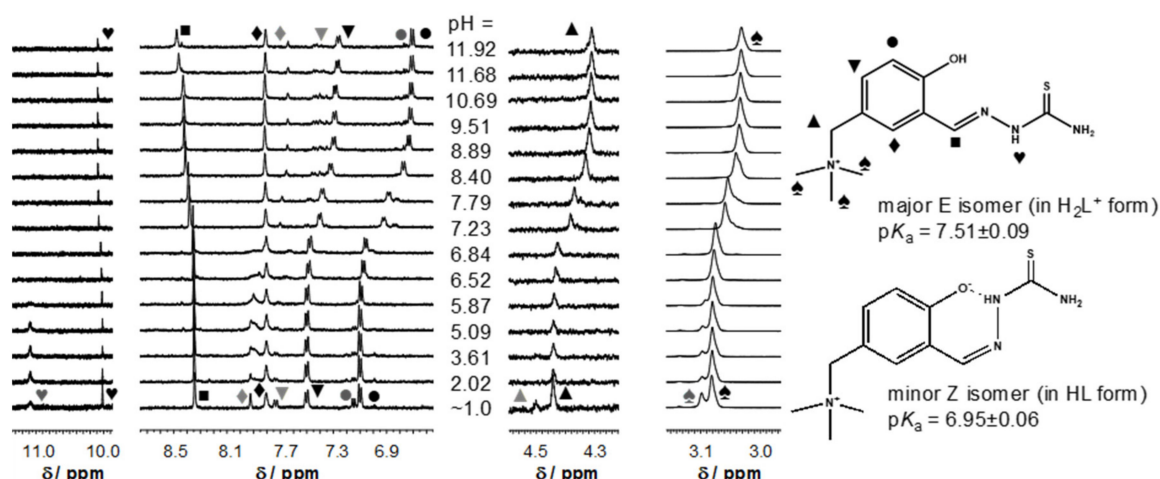 pH =
11.92
11.68
10.69
9.51
8.89
8.40
7.79
7.23
6.84
6.52
5.87
5.09
3.61
2.02
~1.0
11.0 10.0
δ/ ppm
8.5 8.1 7.7 7.3 6.9
δ/ ppm
4.5 4.3
δ/ ppm
3.1 3.0
δ/ ppm
OH
S
N
N
H
NH2
N+
major E isomer (in H2L+ form)
pKa = 7.51±0.09
S
O-
HN
NH2
N
N+
minor Z isomer (in HL form)
pKa = 6.95±0.06